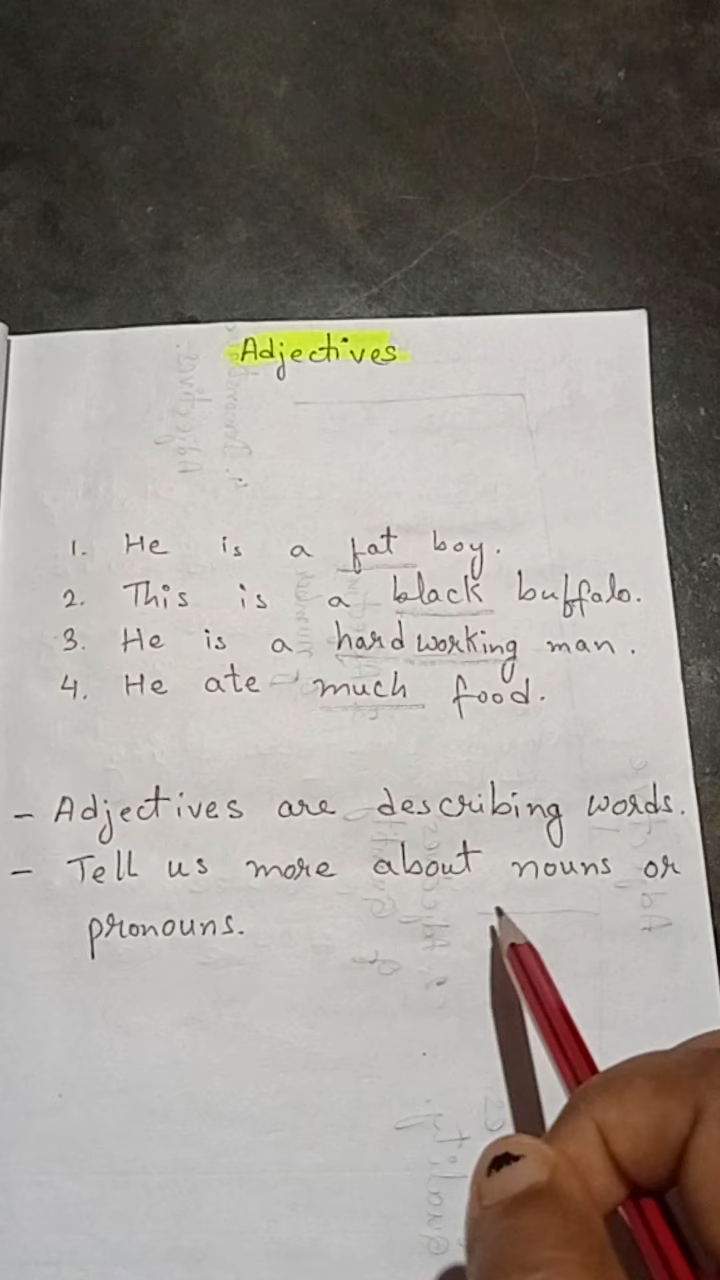 Adjectives
1. He is a fat boy.
2. This is a black buffalo.
3. He is a hard working man.
4. He ate much food.
- Adjectives are describing words.
- Tell us more about nouns or
pronouns.